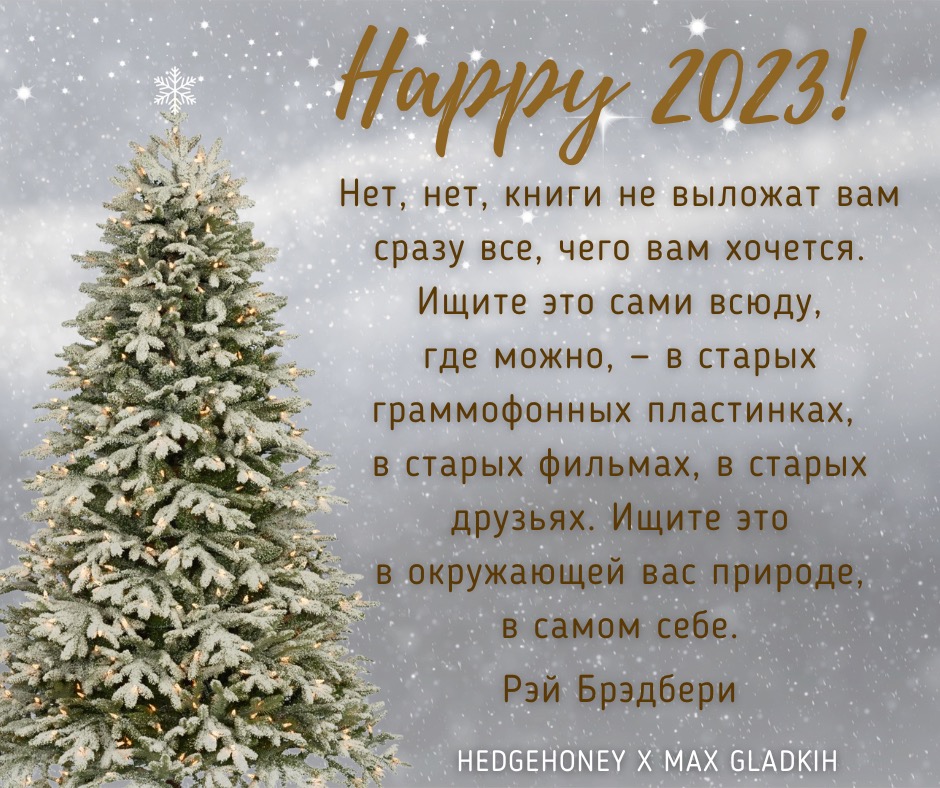 Happy 2023!
Нет, нет, книги не выложат вам
сразу все, чего вам хочется.
Ищите это сами всюду,
где можно, – в старых
граммофонных пластинках,
в старых фильмах, в старых
друзьях. Ищите это
в окружающей вас природе,
в самом себе.
Рэй Брэдбери
HEDGEHONEY X MAX GLADKIH